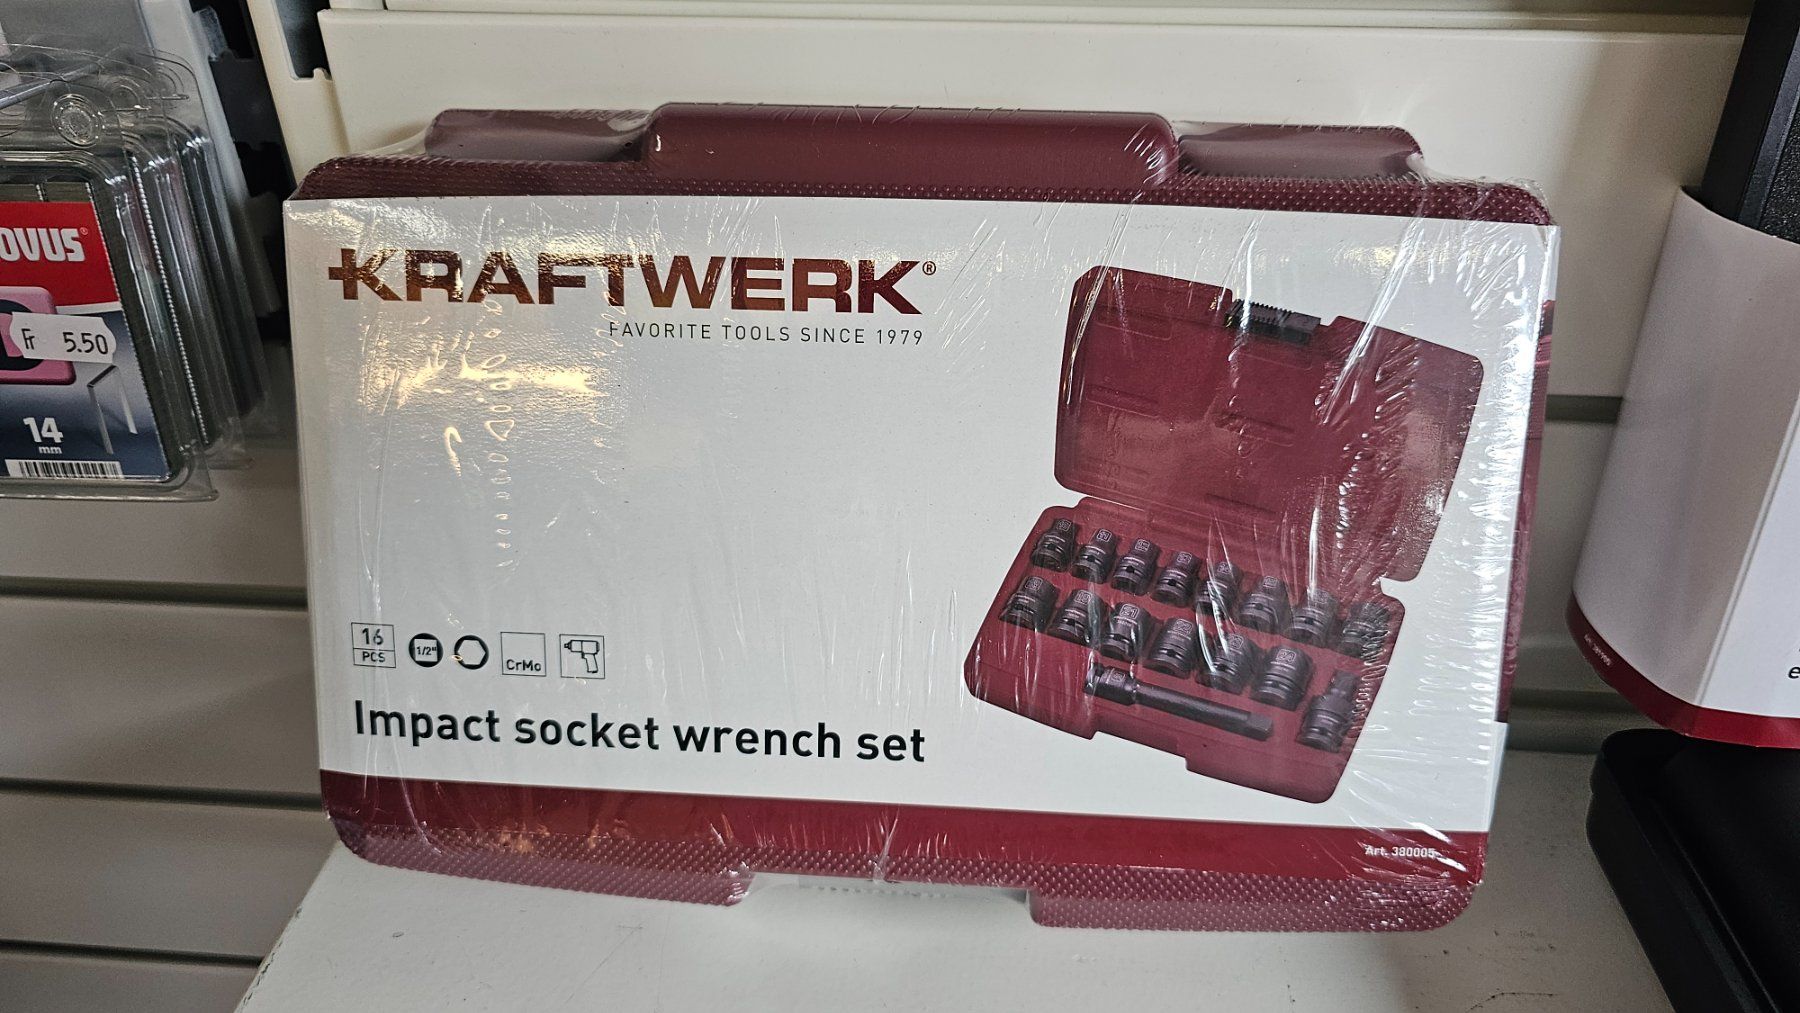 OVUS®
Fr 5.50
14
mm
KRAFTWERK®
FAVORITE TOOLS SINCE 1979
16
PCS
1/2"
CrMo
Impact socket wrench set
Art. 380005